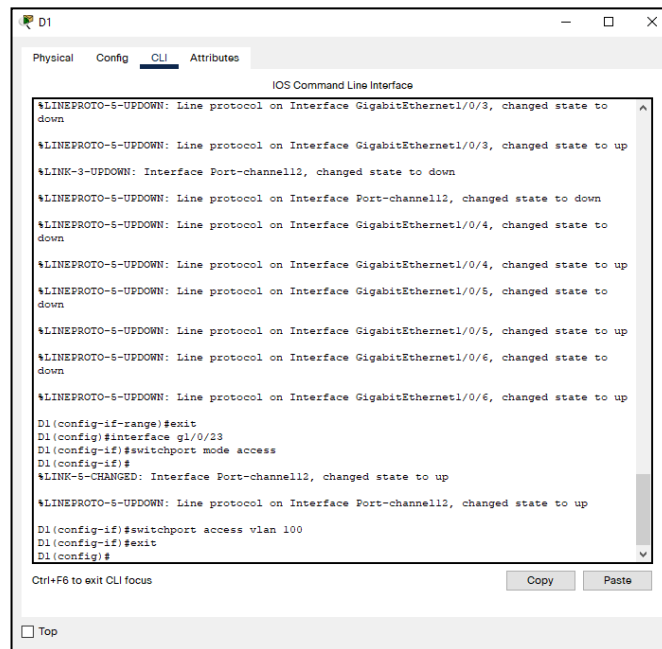 D1
Physical Config CLI Attributes
IOS Command Line Interface
%LINEPROTO-5-UPDOWN: Line protocol on Interface GigabitEthernet1/0/3, changed state to
down
%LINEPROTO-5-UPDOWN: Line protocol on Interface GigabitEthernet1/0/3, changed state to up
%LINK-3-UPDOWN: Interface Port-channel12, changed state to down
%LINEPROTO-5-UPDOWN: Line protocol on Interface Port-channel12, changed state to down
%LINEPROTO-5-UPDOWN: Line protocol on Interface GigabitEthernet1/0/4, changed state to
down
%LINEPROTO-5-UPDOWN: Line protocol on Interface GigabitEthernet1/0/4, changed state to up
%LINEPROTO-5-UPDOWN: Line protocol on Interface GigabitEthernet1/0/5, changed state to
down
%LINEPROTO-5-UPDOWN: Line protocol on Interface GigabitEthernet1/0/5, changed state to up
%LINEPROTO-5-UPDOWN: Line protocol on Interface GigabitEthernet1/0/6, changed state to
down
%LINEPROTO-5-UPDOWN: Line protocol on Interface GigabitEthernet1/0/6, changed state to up
D1(config-if-range)#exit
D1(config)#interface g1/0/23
D1(config-if)#switchport mode access
D1(config-if)#
%LINK-5-CHANGED: Interface Port-channel12, changed state to up
%LINEPROTO-5-UPDOWN: Line protocol on Interface Port-channel12, changed state to up
D1(config-if)#switchport access vlan 100
D1(config-if)#exit
D1(config)#
Ctrl+F6 to exit CLI focus
Copy Paste
Top